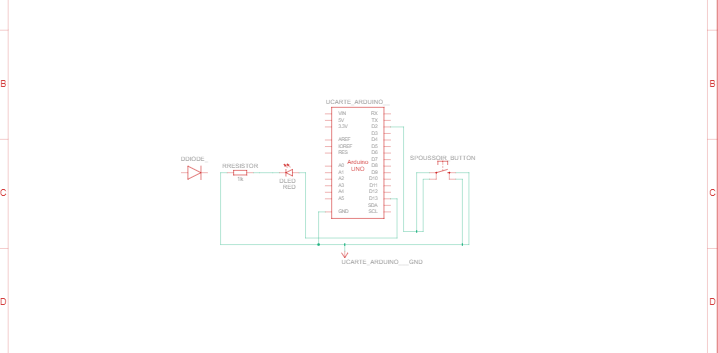 B
B
UCARTE_ARDUINO_
VIN
5V
3.3V
AREF
IOREF
RES
A0
A1
A2
A3
A4
A5
GND
Arduino
UNO
RX
TX
D2
D3
D4
D5
D6
D7
D8
D9
D10
D11
D12
D13
SDA
SCL
DDIODE_
RRESISTOR
1k
DLED
RED
SPOUSSOIR_BUTTON
C
C
UCARTE_ARDUINO___GND
D
D